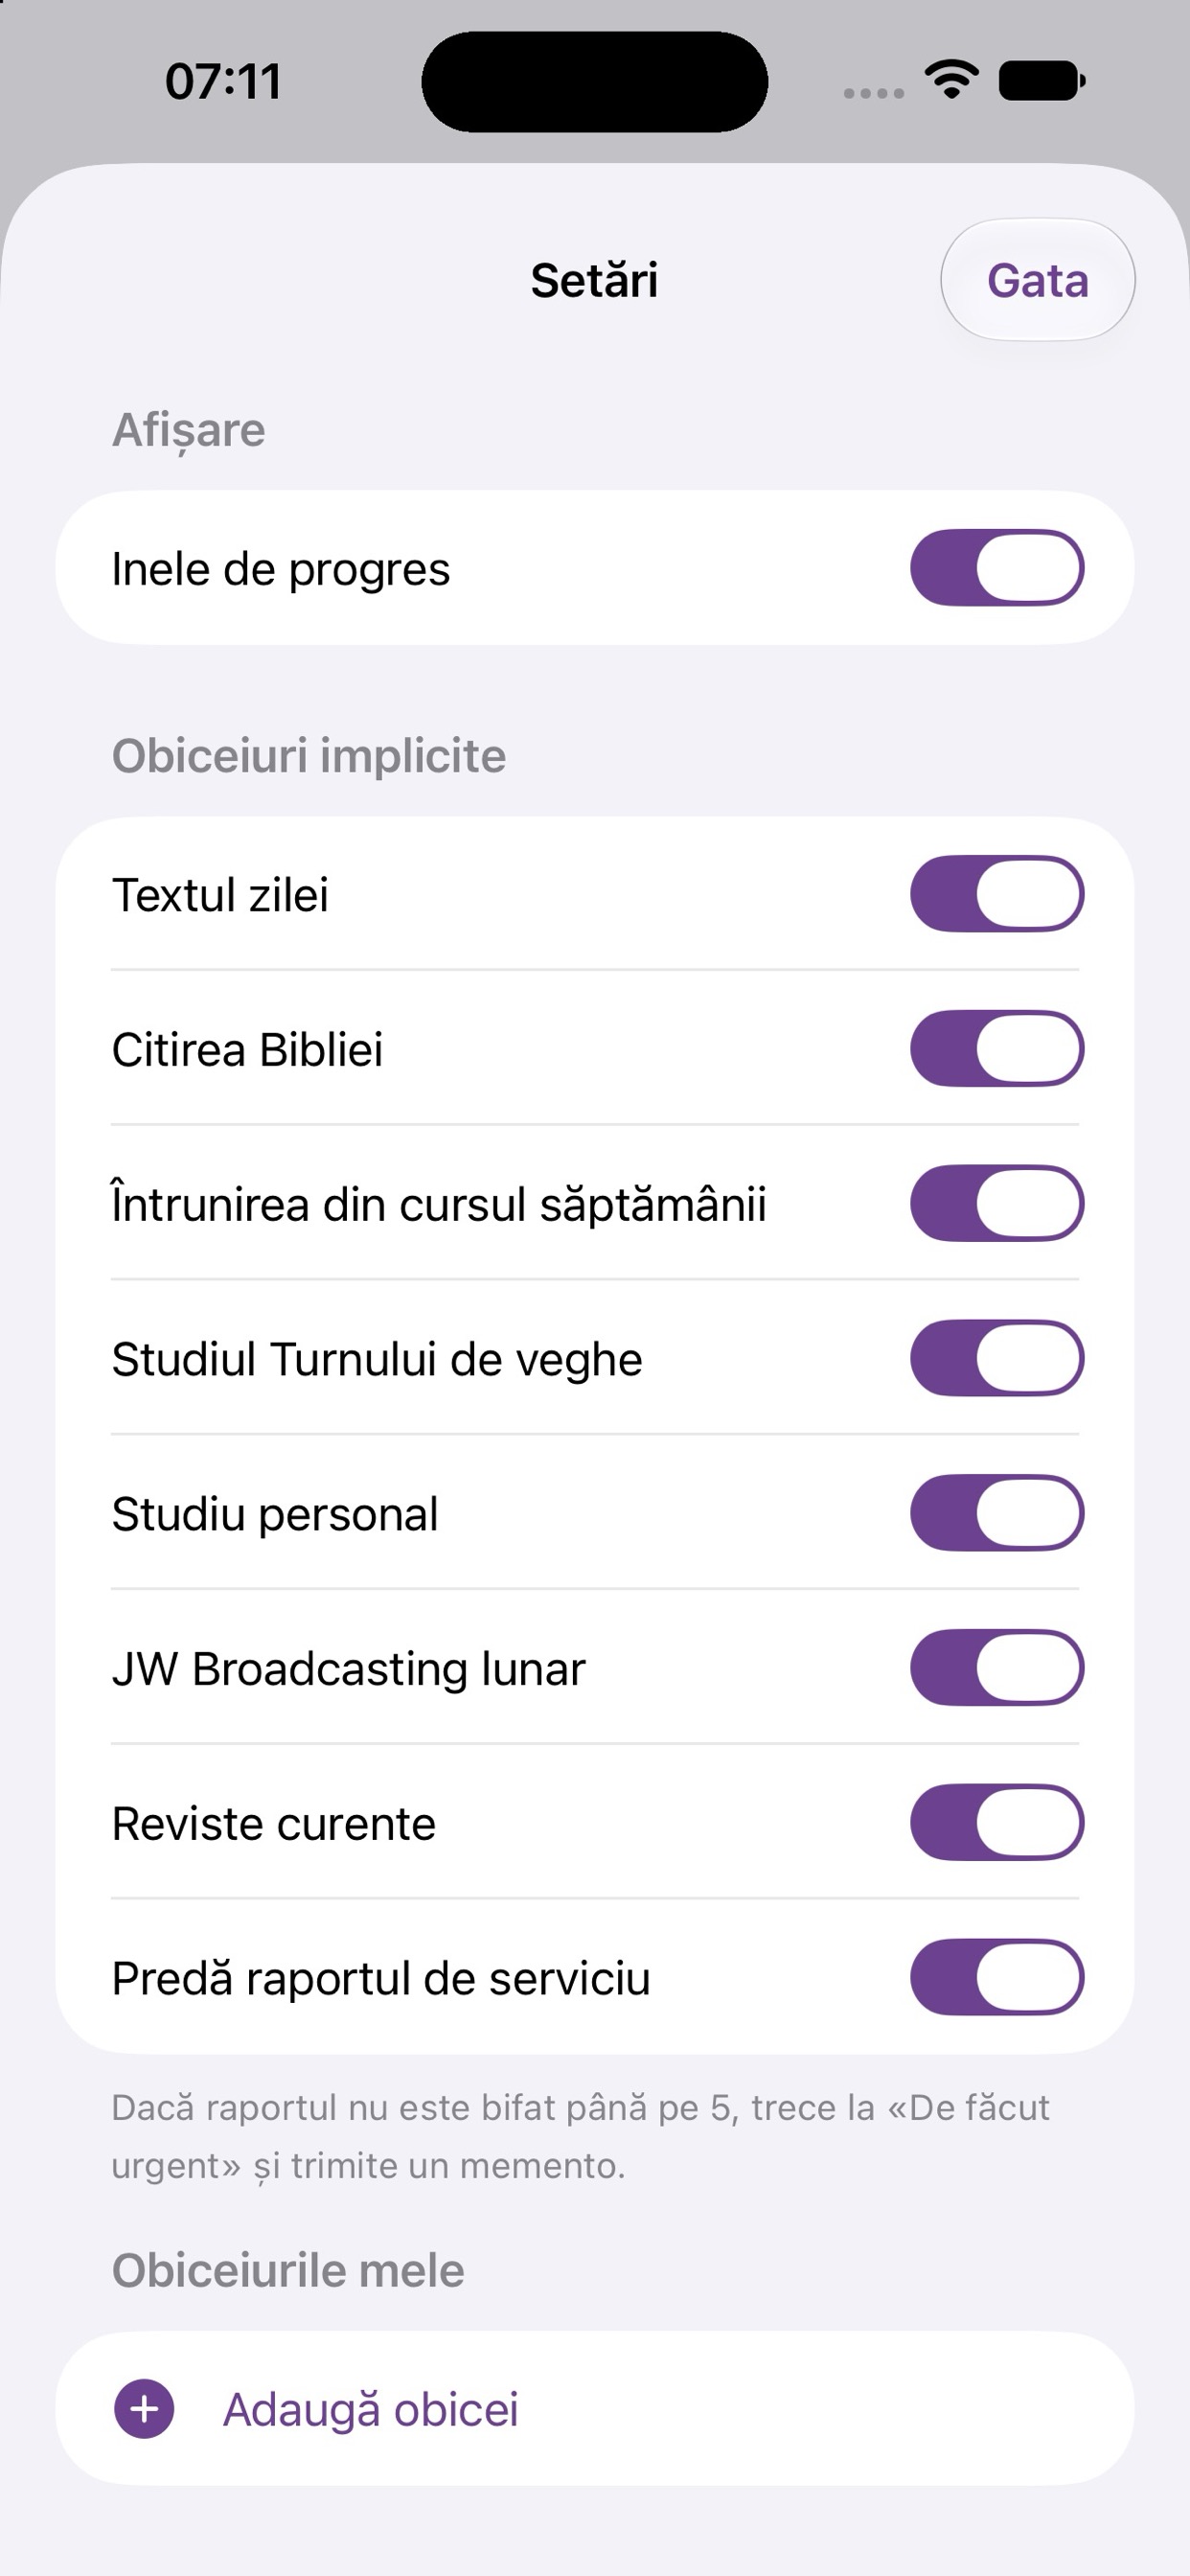 07:11
Setări
Gata
Afișare
Inele de progres
Obiceiuri implicite
Textul zilei
Citirea Bibliei
Întrunirea din cursul săptămânii
Studiul Turnului de veghe
Studiu personal
JW Broadcasting lunar
Reviste curente
Predă raportul de serviciu
Dacă raportul nu este bifat până pe 5, trece la «De făcut
urgent» și trimite un memento.
Obiceiurile mele
Adaugă obicei